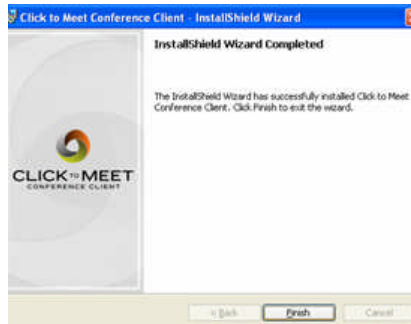 Click to Meet Conference Client - InstallShield Wizard
InstallShield Wizard Completed
The InstallShield Wizard has successfully installed Click to Meet
Conference Client. Click Finish to exit the wizard.
CLICK TO MEET
CONFERENCE CLIENT
< Back
Finish
Cancel